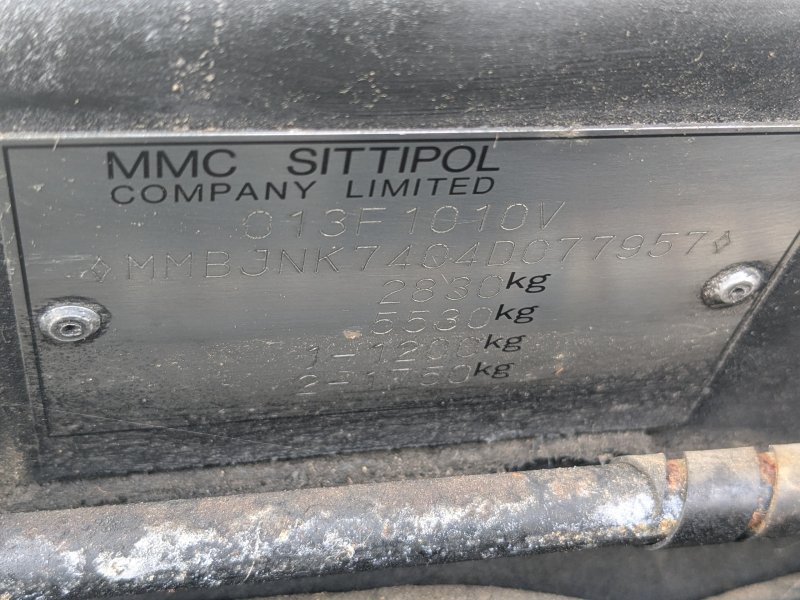 MMC SITTIPOL
COMPANY LIMITED
013F1010V
◇MMBJNK7404D077957◇
2830kg
5530kg
1-1200kg
2-1750kg